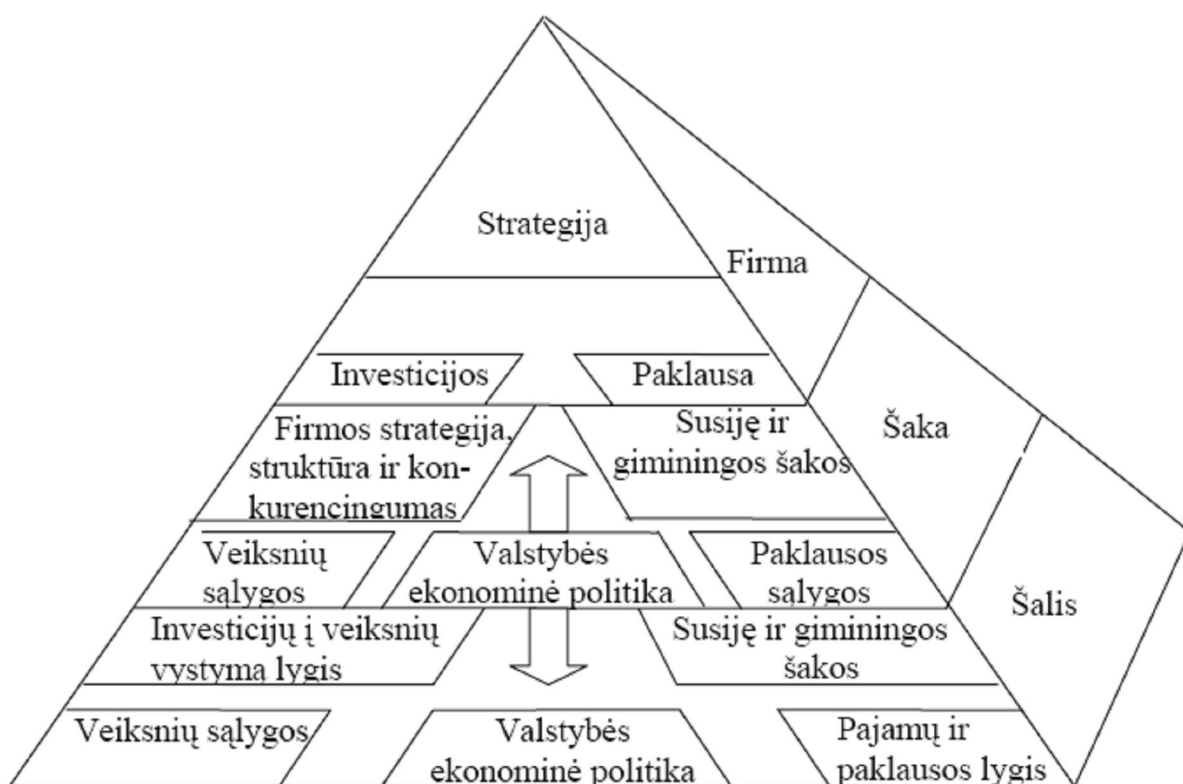 Strategija
Firma
Investicijos
Paklausa
Firmos strategija,
struktūra ir kon-
kurencingumas
Susiję ir
giminingos šakos
Šaka
Veiksnių
sąlygos
Valstybės
ekonominė politika
Paklausos
sąlygos
Šalis
Investicijų į veiksnių
vystymą lygis
Susiję ir giminingos
šakos
Veiksnių sąlygos
Valstybės
ekonominė politika
Pajamų ir
paklausos lygis